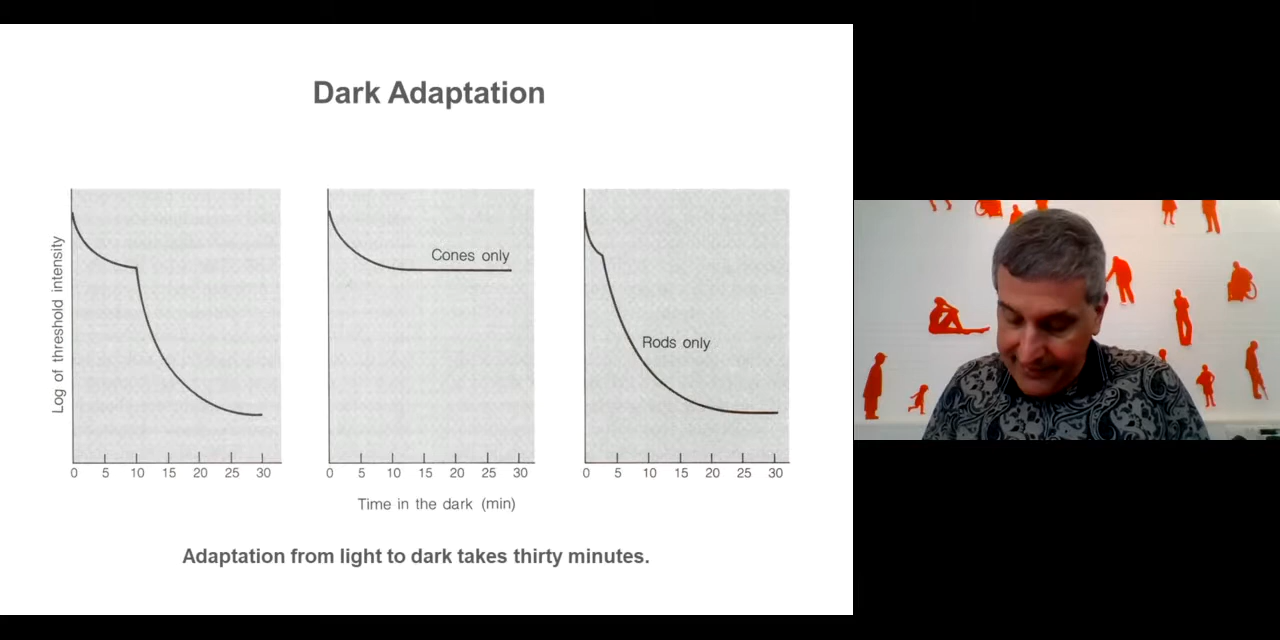 Dark Adaptation
Log of threshold intensity
0 5 10 15 20 25 30
Cones only
0 5 10 15 20 25 30
Rods only
0 5 10 15 20 25 30
Time in the dark (min)
Adaptation from light to dark takes thirty minutes.